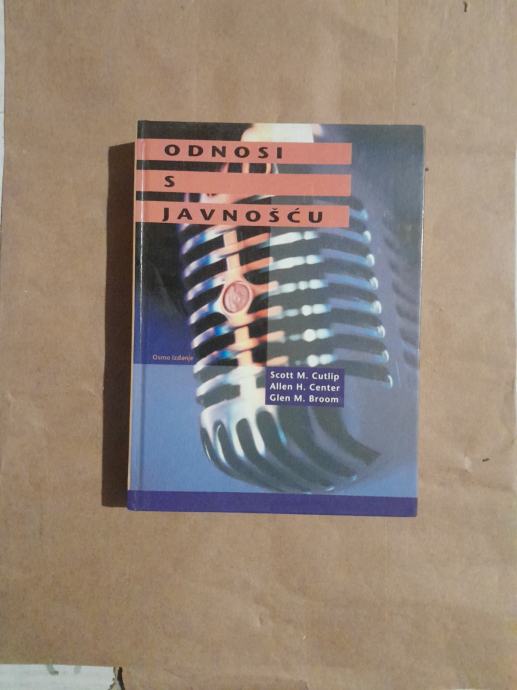 ODNOSI
S
JAVNOŠĆU
Osmo izdanje
Scott M. Cutlip
Allen H. Center
Glen M. Broom